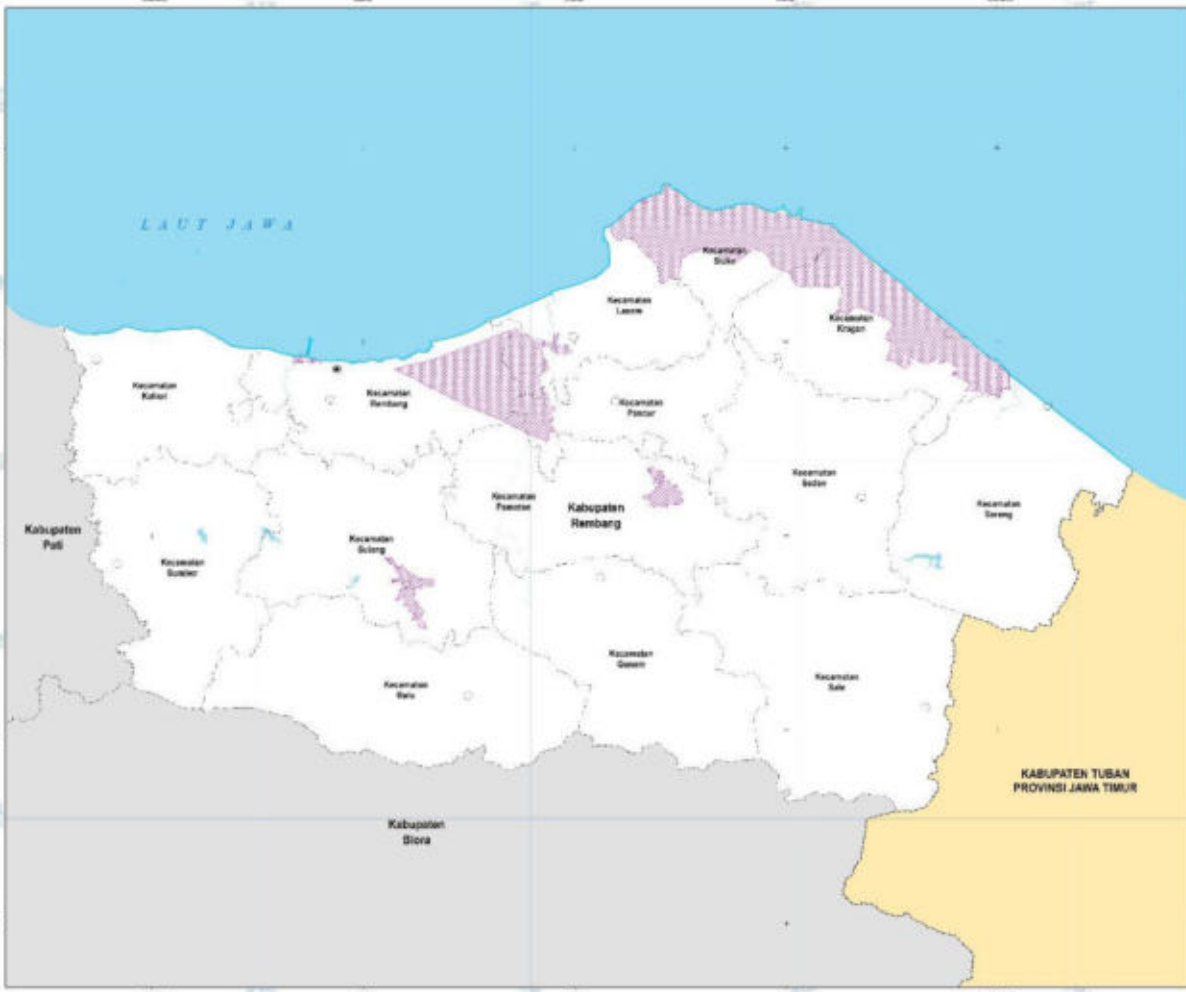 LAUT JAWA
Kecamatan
Sluke
Kecamatan
Lasem
Kecamatan
Kragan
Kecamatan
Kaliori
Kecamatan
Rembang
Kecamatan
Pancur
Kecamatan
Sedan
Kecamatan
Pamotan
Kabupaten
Rembang
Kecamatan
Sarang
Kabupaten
Pati
Kecamatan
Sulang
Kecamatan
Sumber
Kecamatan
Gunem
Kecamatan
Sale
Kecamatan
Kabupaten
Blora
KABUPATEN TUBAN
PROVINSI JAWA TIMUR